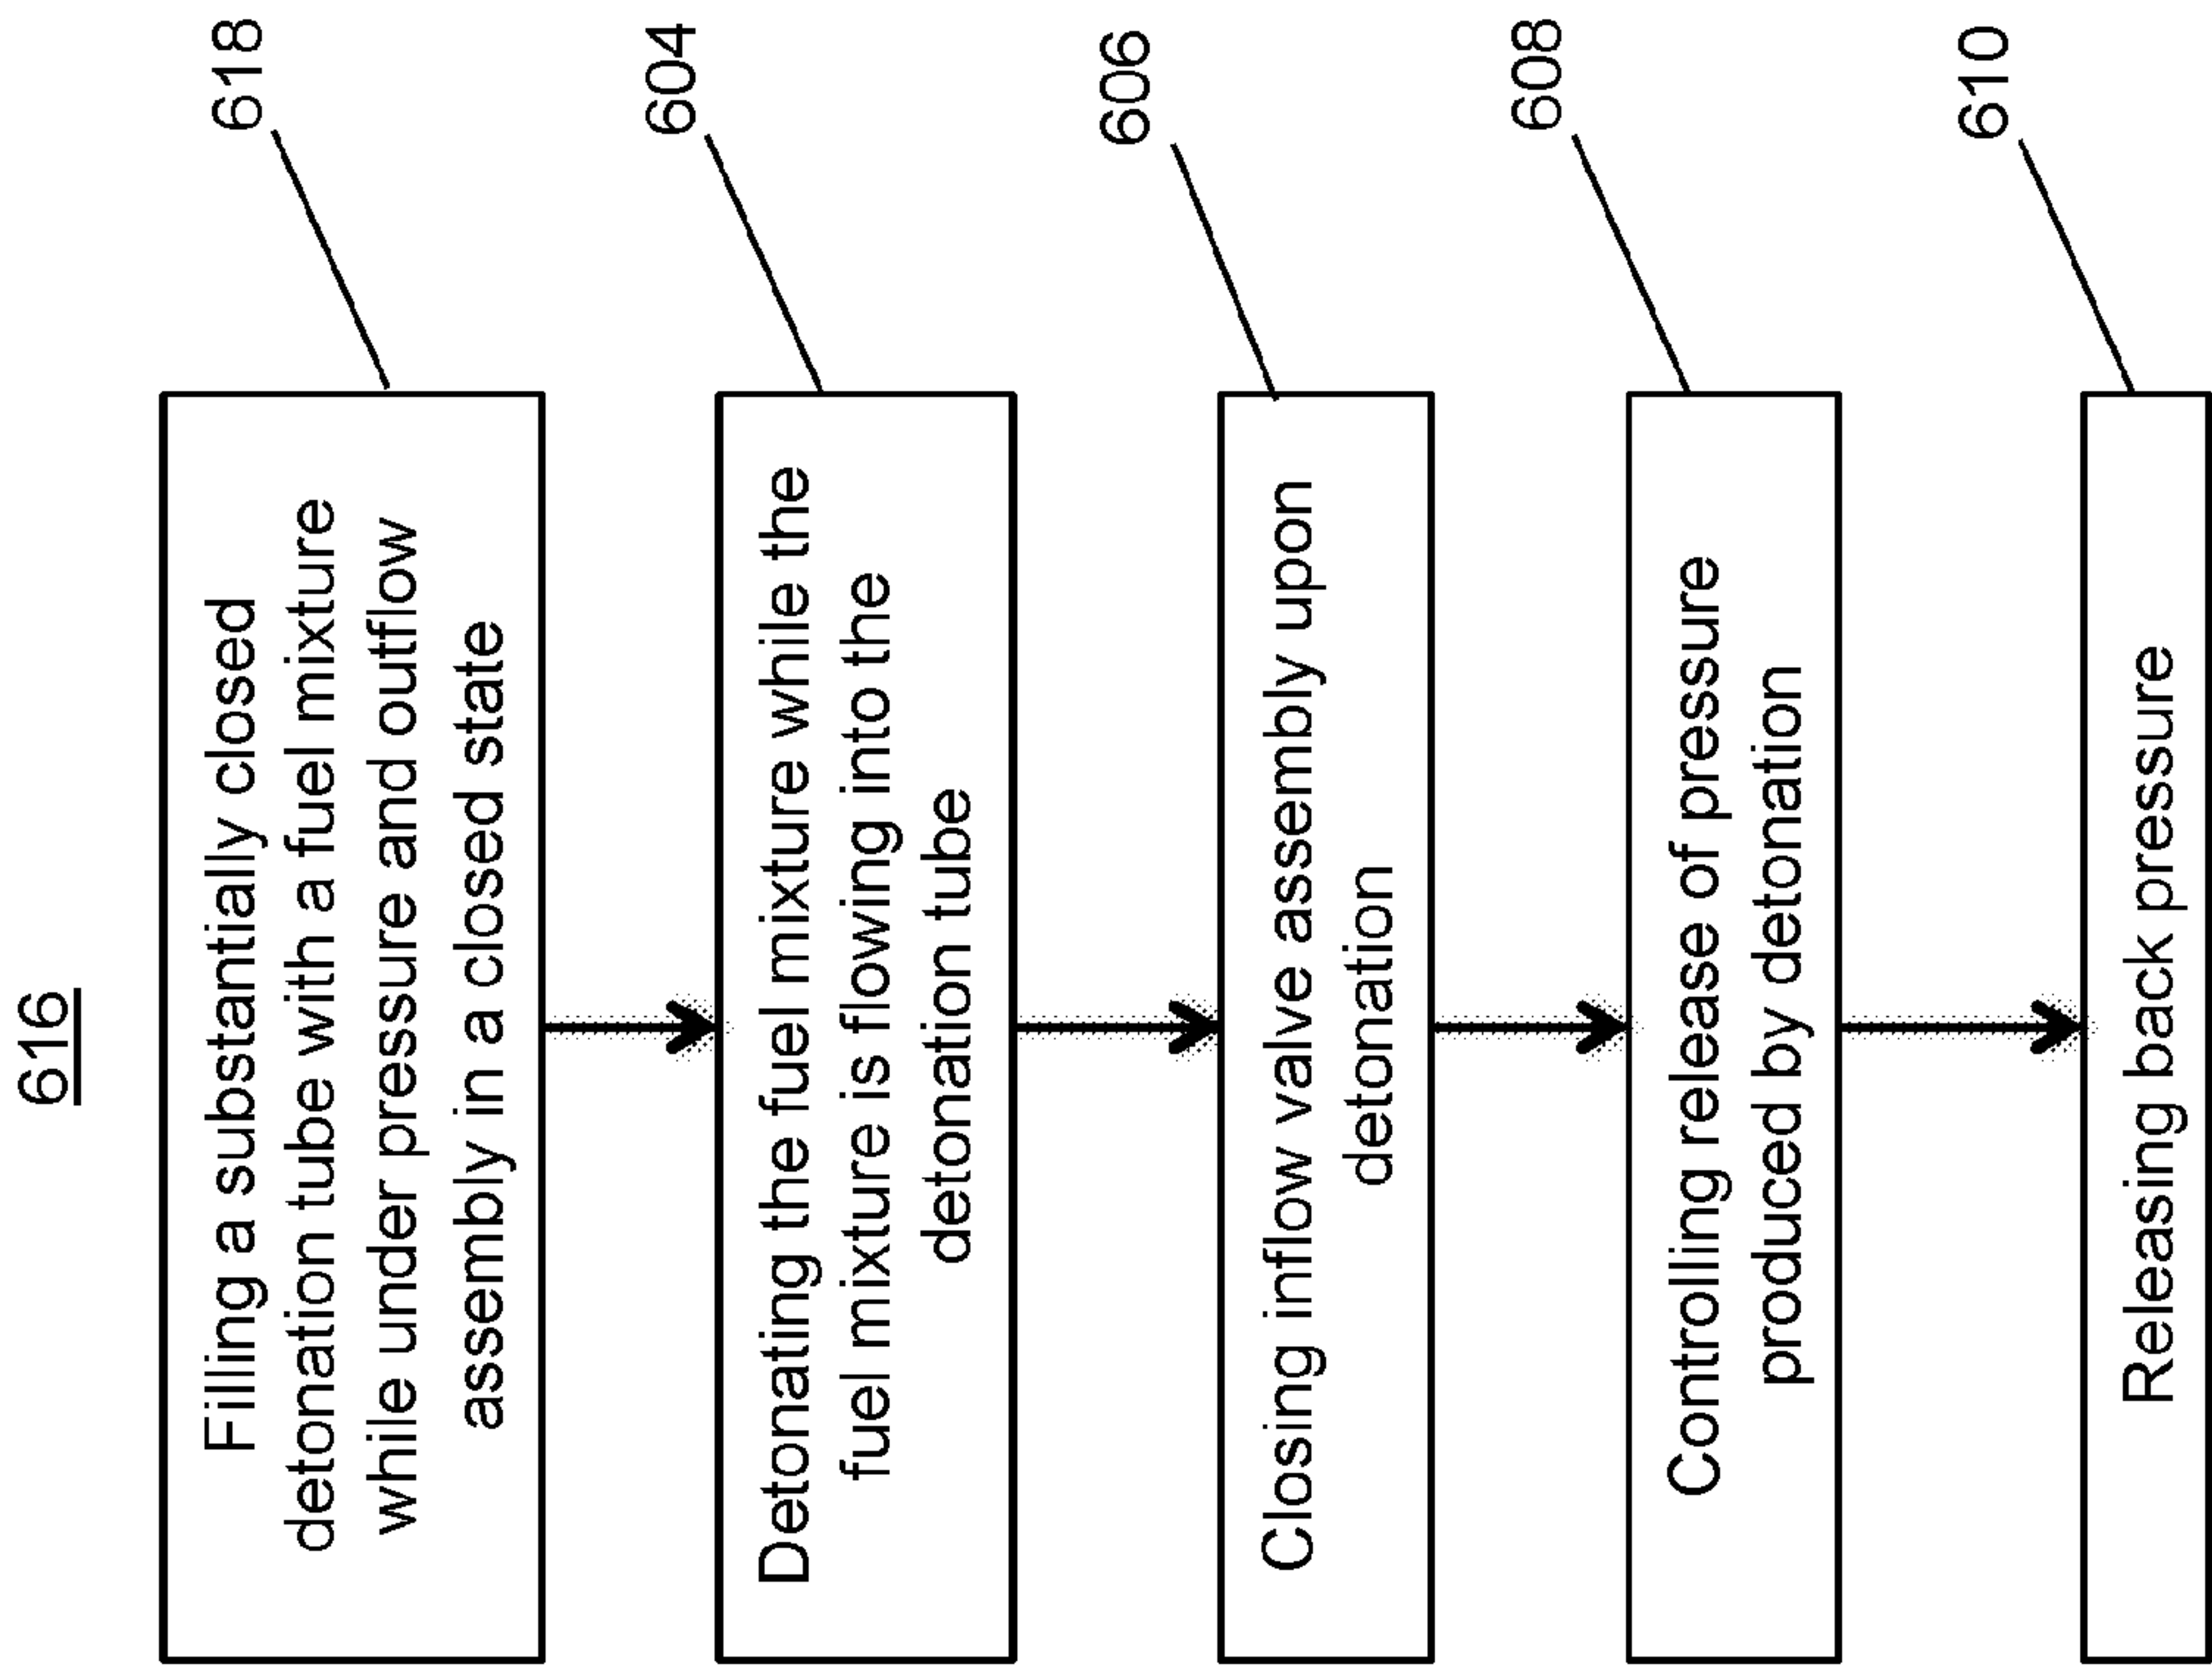 616
Filling a substantially closed
detonation tube with a fuel mixture
while under pressure and outflow
assembly in a closed state
618
Detonating the fuel mixture while the
fuel mixture is flowing into the
detonation tube
604
Closing inflow valve assembly upon
detonation
606
Controlling release of pressure
produced by detonation
608
Releasing back pressure
610